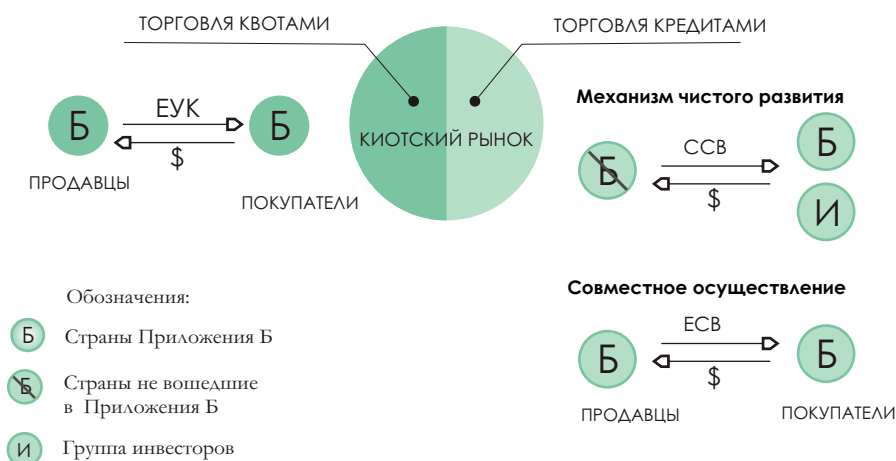 ТОРГОВЛЯ КВОТАМИ
ТОРГОВЛЯ КРЕДИТАМИ
КИОТСКИЙ РЫНОК
Б
ЕУК
$
Б
ПРОДАВЦЫ
ПОКУПАТЕЛИ
Механизм чистого развития
Б
ССВ
$
Б
И
Совместное осуществление
Б
ЕСВ
$
Б
ПРОДАВЦЫ
ПОКУПАТЕЛИ
Обозначения:
Б Страны Приложения Б
Б Страны не вошедшие
в Приложения Б
И Группа инвесторов